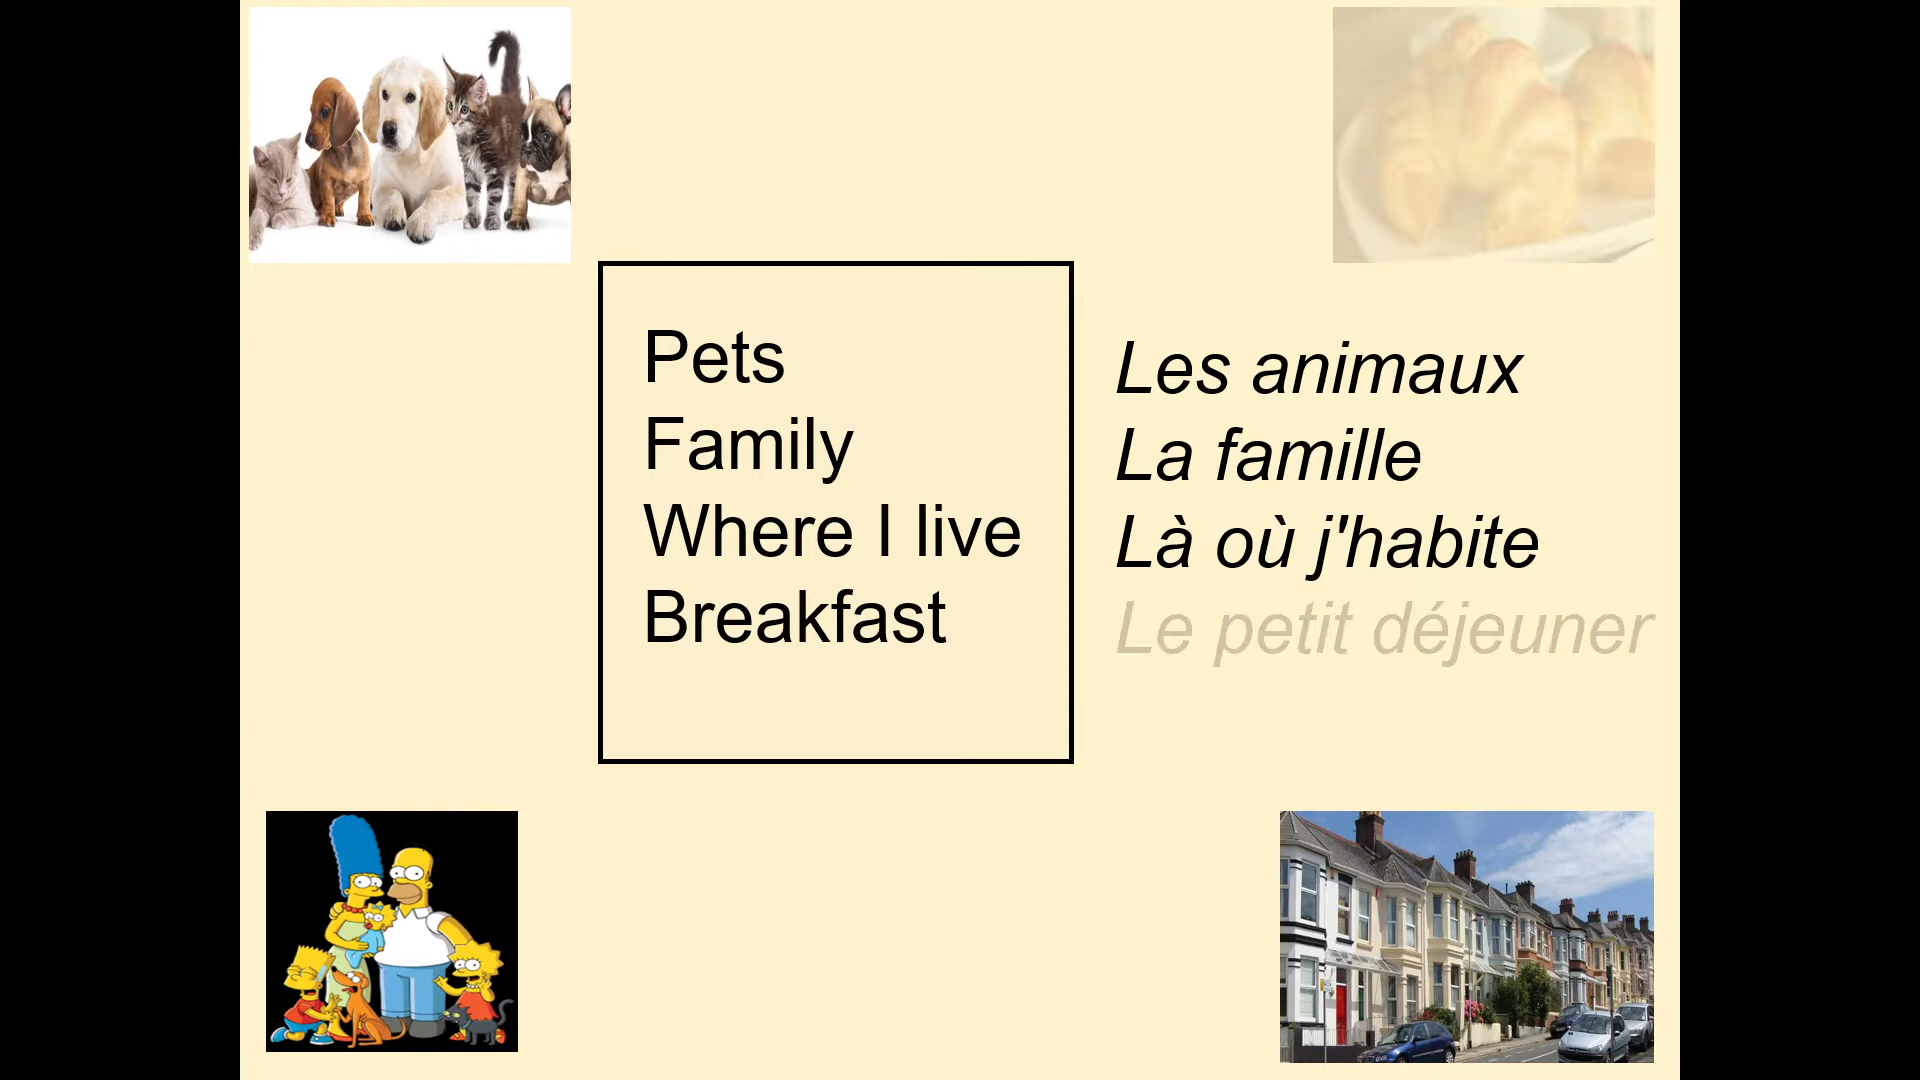 Pets
Family
Where I live
Breakfast
Les animaux
La famille
Là où j'habite
Le petit déjeuner